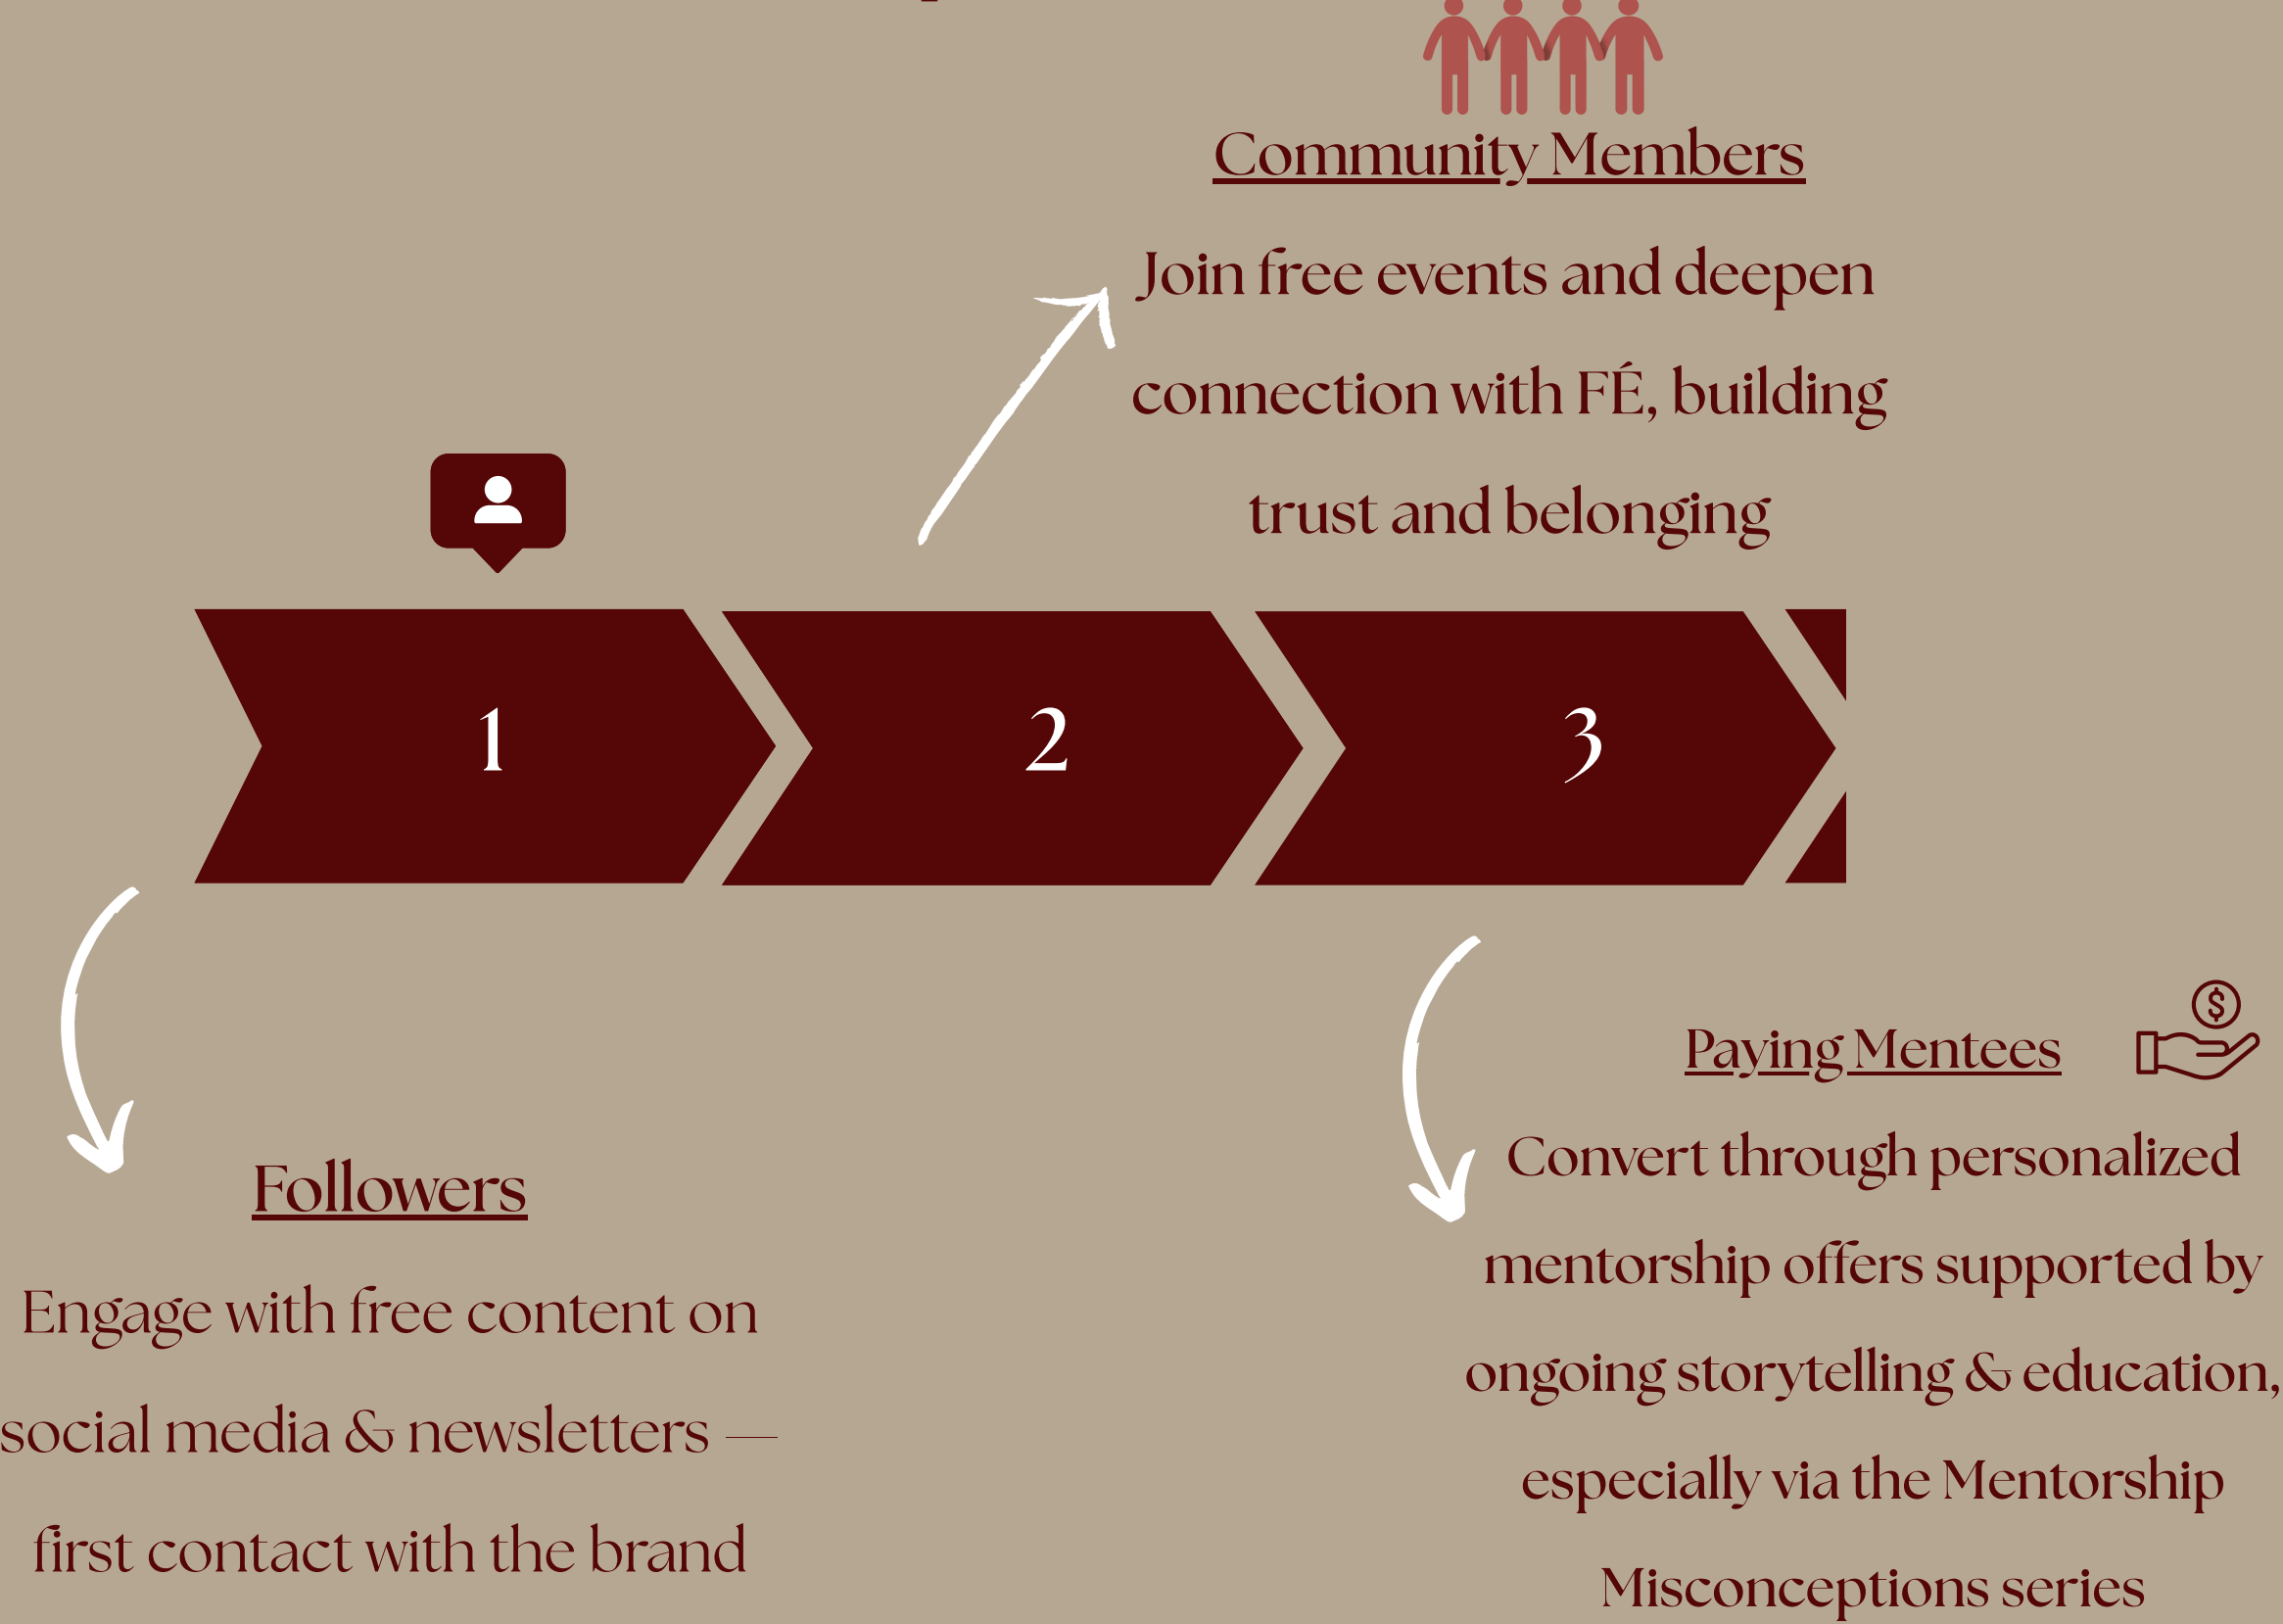 Community Members
Join free events and deepen
connection with FÉ, building
trust and belonging
1
2
3
Followers
Engage with free content on
social media & newsletters —
first contact with the brand
Paying Mentees
$
Convert through personalized
mentorship offers supported by
ongoing storytelling & education,
especially via the Mentorship
Misconceptions series